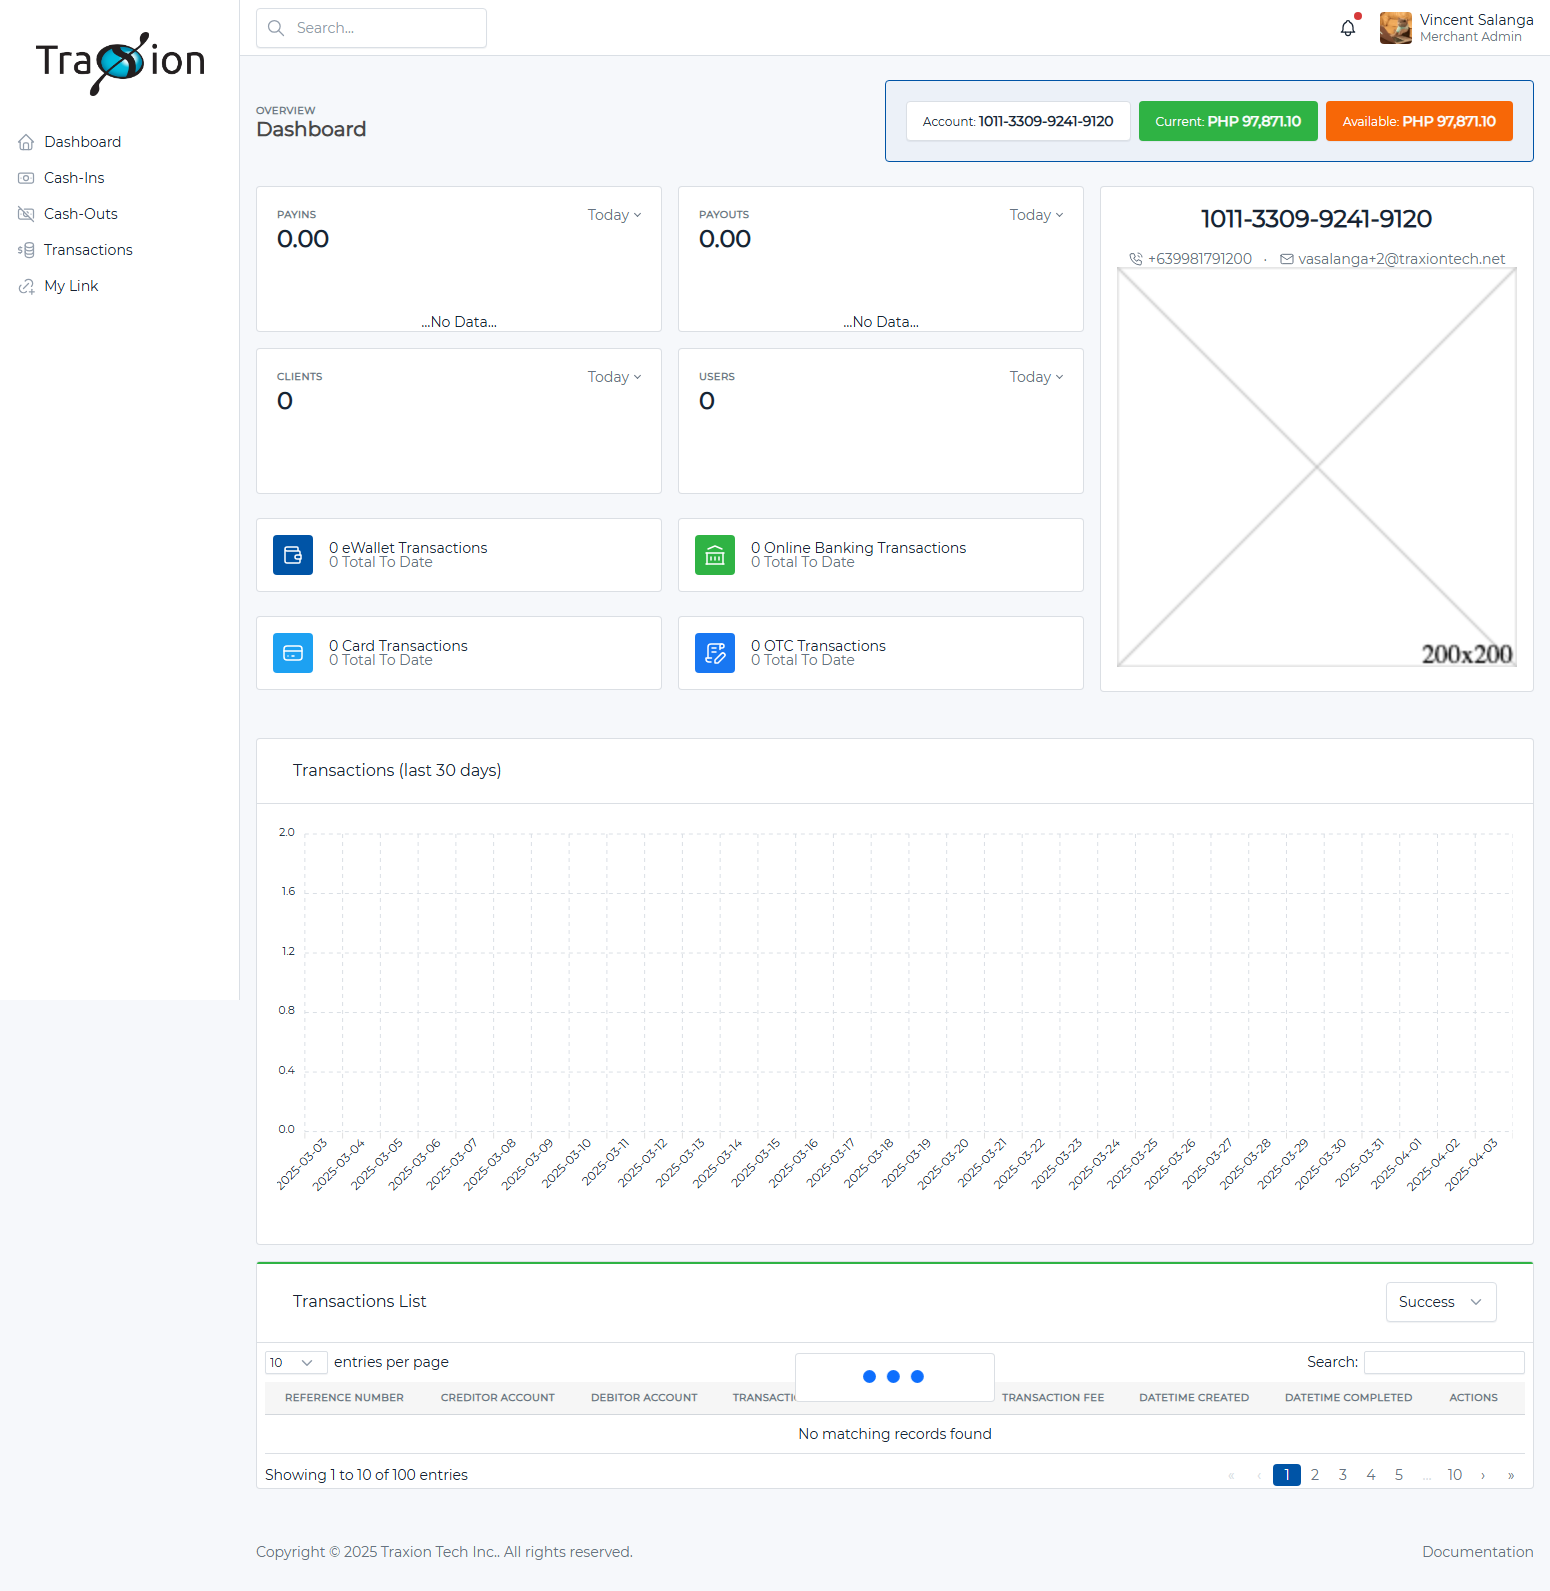 Traxion
Search...
Vincent Salanga
Merchant Admin
Dashboard
Cash-Ins
Cash-Outs
Transactions
My Link
OVERVIEW
Dashboard
Account: 1011-3309-9241-9120
Current: PHP 97,871.10
Available: PHP 97,871.10
PAYINS
Today
0.00
...No Data...
PAYOUTS
Today
0.00
...No Data...
1011-3309-9241-9120
+639981791200 · vasalanga+2@traxiontech.net
200x200
CLIENTS
Today
0
USERS
Today
0
0 eWallet Transactions
0 Total To Date
0 Online Banking Transactions
0 Total To Date
0 Card Transactions
0 Total To Date
0 OTC Transactions
0 Total To Date
Transactions (last 30 days)
2.0
1.6
1.2
0.8
0.4
0.0
2025-03-03
2025-03-04
2025-03-05
2025-03-06
2025-03-07
2025-03-08
2025-03-09
2025-03-10
2025-03-11
2025-03-12
2025-03-13
2025-03-14
2025-03-15
2025-03-16
2025-03-17
2025-03-18
2025-03-19
2025-03-20
2025-03-21
2025-03-22
2025-03-23
2025-03-24
2025-03-25
2025-03-26
2025-03-27
2025-03-28
2025-03-29
2025-03-30
2025-03-31
2025-04-01
2025-04-02
2025-04-03
Transactions List
Success
10 entries per page
Search:
REFERENCE NUMBER CREDITOR ACCOUNT DEBITOR ACCOUNT TRANSACTI TRANSACTION FEE DATETIME CREATED DATETIME COMPLETED ACTIONS
No matching records found
Showing 1 to 10 of 100 entries
« ‹ 1 2 3 4 5 ... 10 › »
Copyright © 2025 Traxion Tech Inc.. All rights reserved.
Documentation